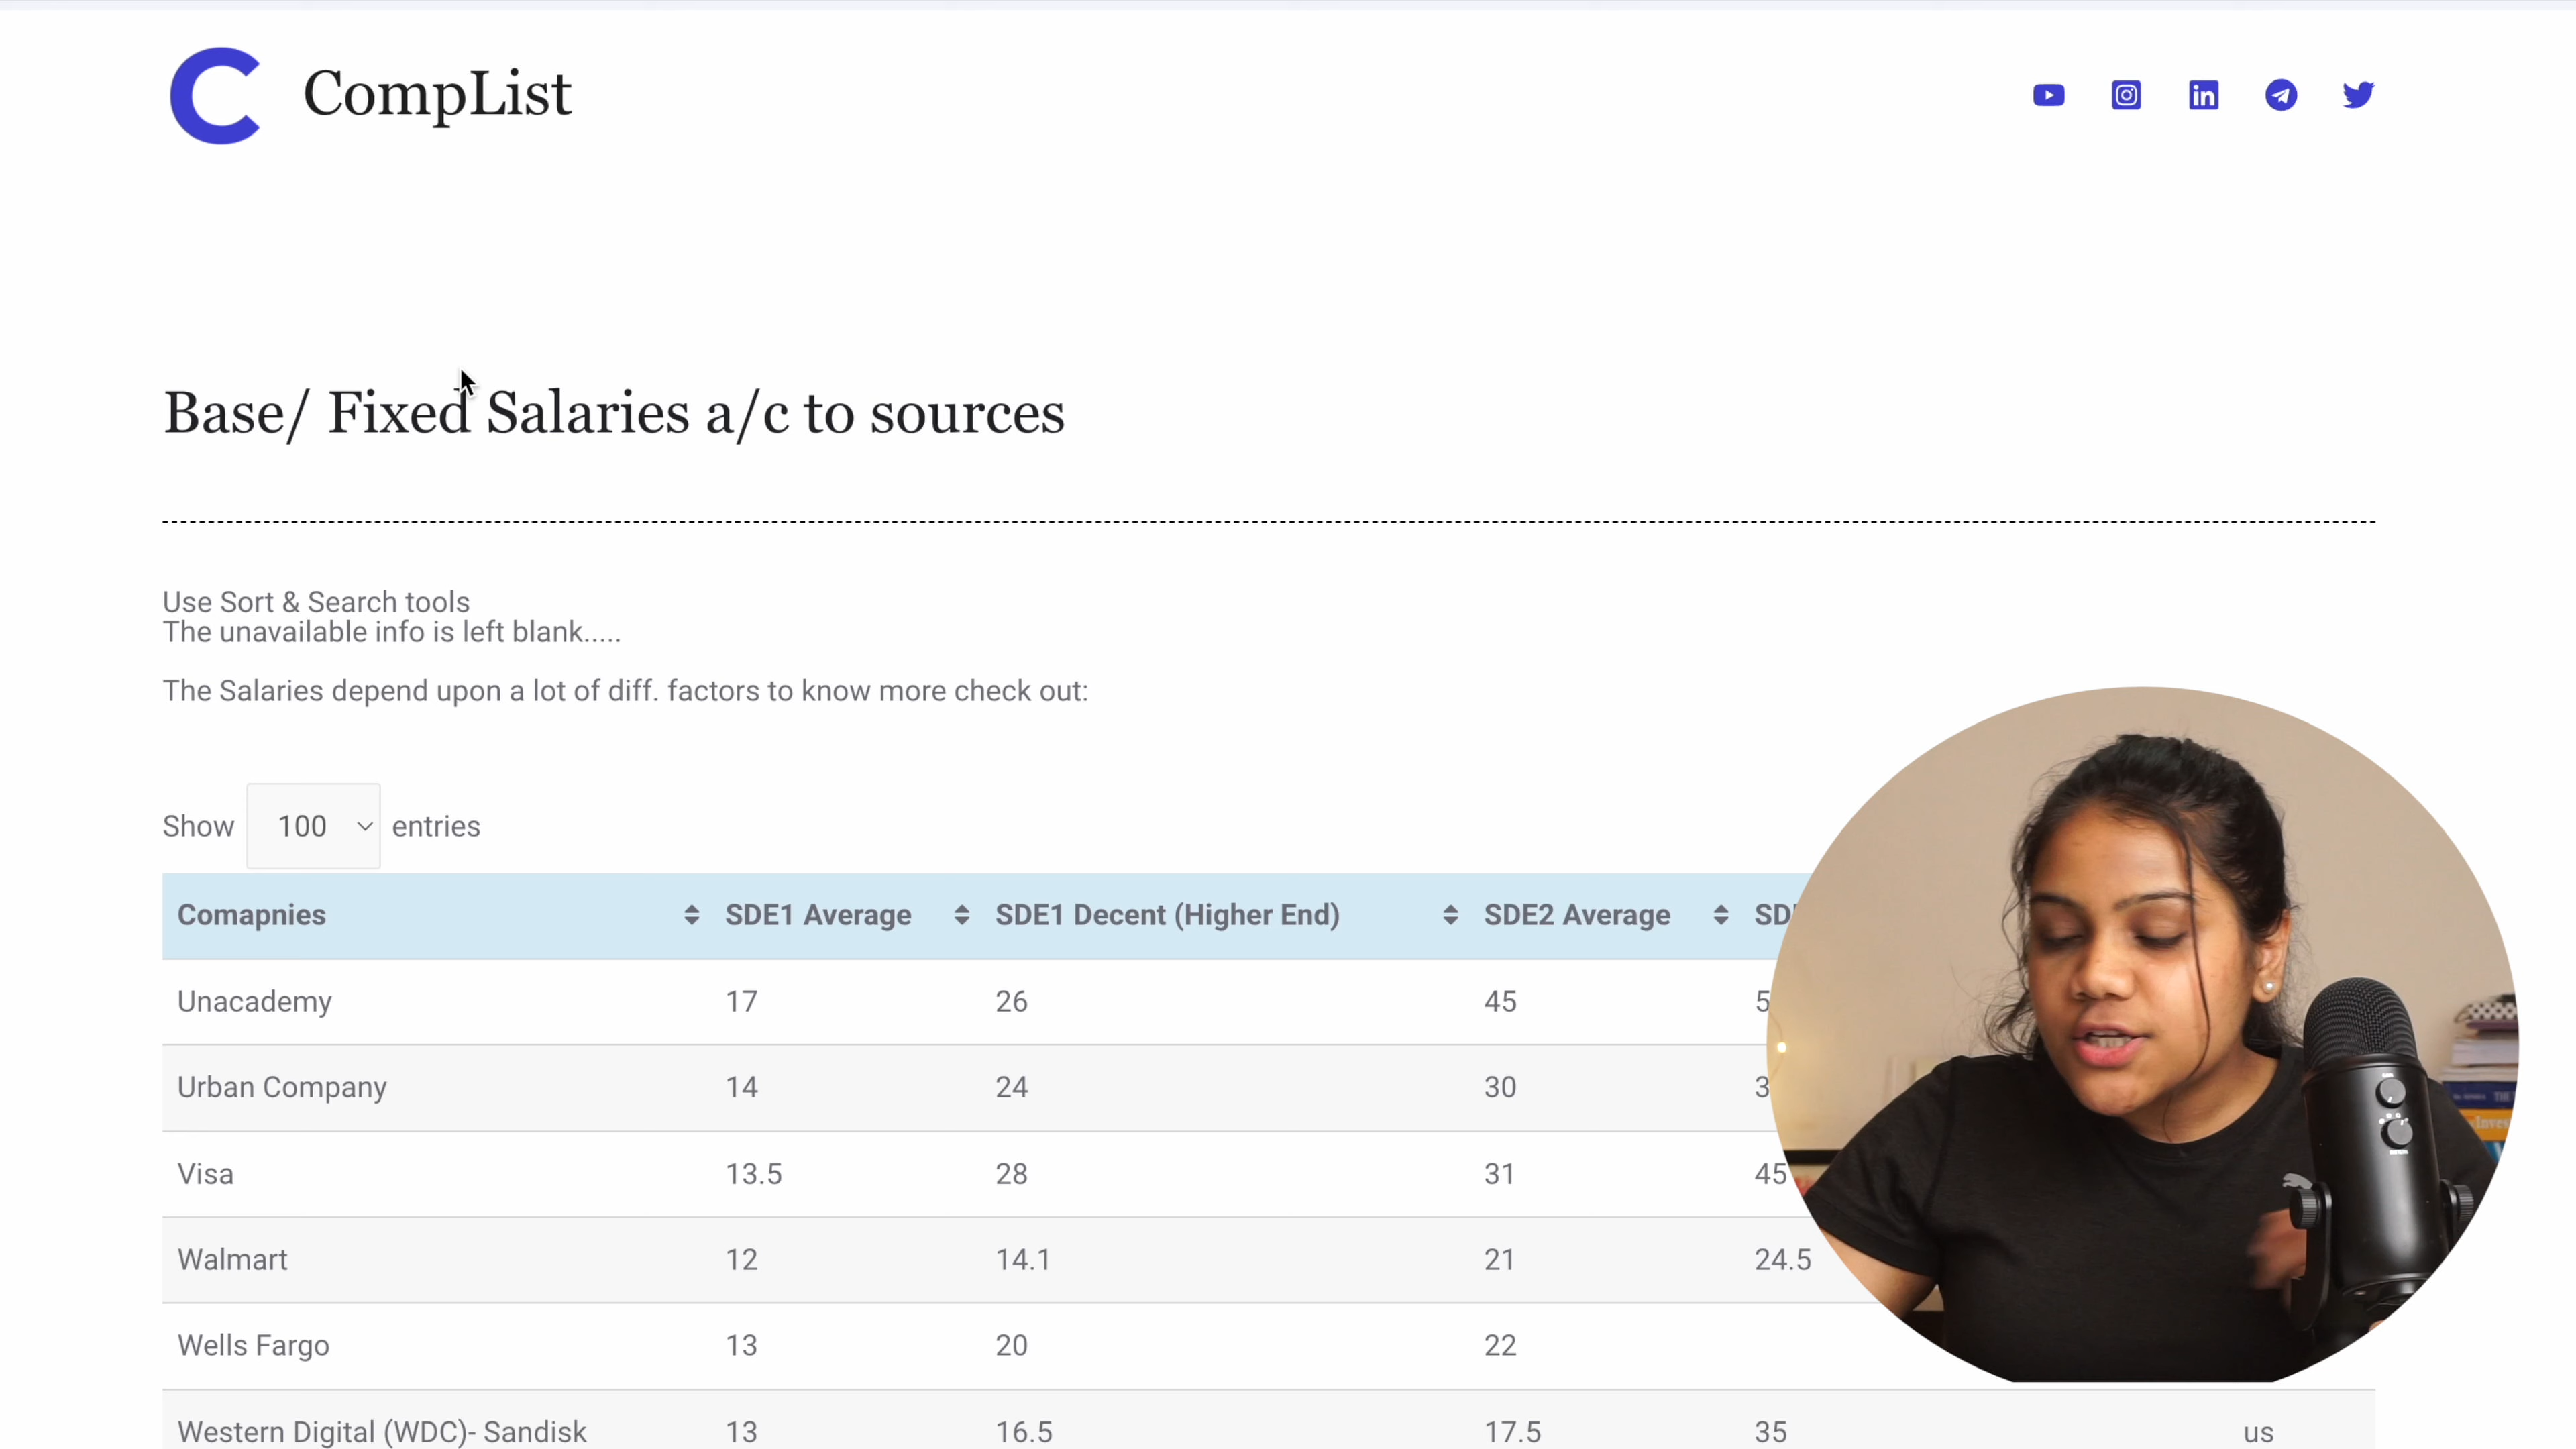 CompList
Base/ Fixed Salaries a/c to sources
Use Sort & Search tools
The unavailable info is left blank.....
The Salaries depend upon a lot of diff. factors to know more check out:
Show 100 entries
Comapnies SDE1 Average SDE1 Decent (Higher End) SDE2 Average
Unacademy 17 26 45
Urban Company 14 24 30
Visa 13.5 28 31 45
Walmart 12 14.1 21 24.5
Wells Fargo 13 20 22
Western Digital (WDC)- Sandisk 13 16.5 17.5 35 us